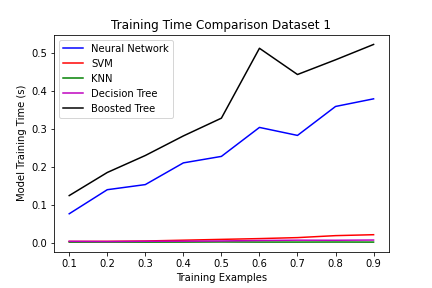 Training Time Comparison Dataset 1
Neural Network
SVM
KNN
Decision Tree
Boosted Tree
Model Training Time (s)
0.5
0.4
0.3
0.2
0.1
0.0
0.1 0.2 0.3 0.4 0.5 0.6 0.7 0.8 0.9
Training Examples